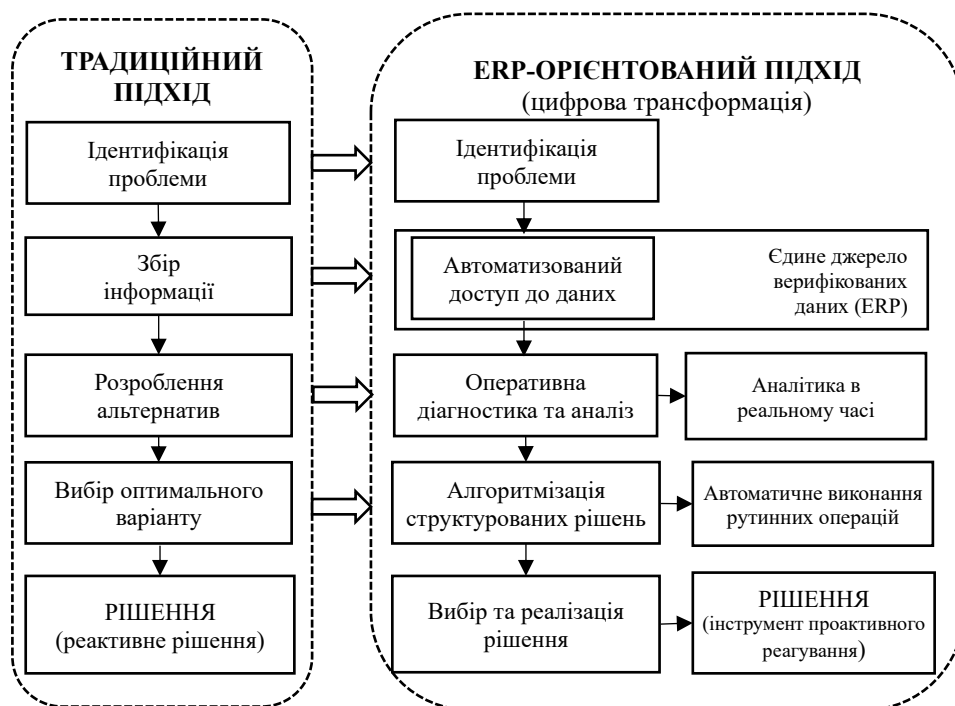 ТРАДИЦІЙНИЙ
ПІДХІД
Ідентифікація
проблеми
Збір
інформації
Розроблення
альтернатив
Вибір оптимального
варіанту
РІШЕННЯ
(реактивне рішення)
ERP-ОРІЄНТОВАНИЙ ПІДХІД
(цифрова трансформація)
Ідентифікація
проблеми
Автоматизований
доступ до даних
Єдине джерело
верифікованих
даних (ERP)
Оперативна
діагностика та аналіз
Аналітика в
реальному часі
Алгоритмізація
структурованих рішень
Автоматичне виконання
рутинних операцій
Вибір та реалізація
рішення
РІШЕННЯ
(інструмент проактивного
реагування)